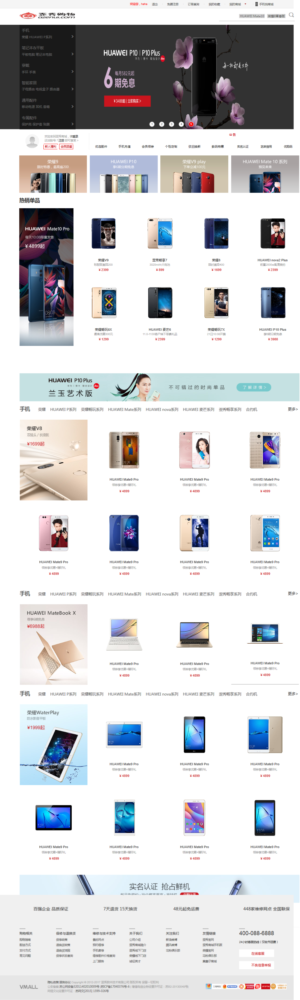 欢迎您，haha 退出 免费注册 订单查询 我的收藏 我的商城 手机悦商城
歪秀购物
azenui.com
HUAWEI Mate10 荣耀8青春版
手机
荣耀 HUAWEI P系列
笔记本&平板
平板电脑 笔记本电脑
穿戴
手环 手表
智能家居
子母路由 电视盒子 路由器
通用配件
移动电源 耳机 音箱
专属配件
保护壳 保护套 贴膜
HUAWEI P10 | P10 Plus
华为 | 徕卡 联合设计
每月582元起
6期免息
¥3488起 | 立即购买 >
每一拍都是大片
1 2 3 4 5
欢迎来到歪秀商城，请登录
还没账号？注册 即可享受 >
新人福利 会员频道
公告
优选配件 手机充值 会员领券 个性定制 依旧换新 数码特惠 实名认证 芝麻信用 优购码
荣耀9
限时特惠，最高省200
HUAWEI P10
享6期分期免息
荣耀V9 play
下单立减100元
HUAWEI Mate 10 系列
预见未来
热销单品
HUAWEI Mate10 Pro
每天10:08限量发售
¥ 4899起
荣耀V9
标配版直降200
¥ 2399
歪秀畅享7
3020mAh大电池
¥ 899
荣耀8
限时直降400
¥ 1699
HUAWEI nova2 Plus
前置2000w高清美拍
¥ 2399
荣耀畅玩6X
最高优惠300元
¥ 1299
HUAWEI 麦芒6
11.0-1130客户端下单赢礼品
¥ 2399
荣耀畅玩7X
21日10:08开售
¥ 1299
HUAWEI P10 Plus
享6期分期免息
¥ 3988
HUAWEI P10 Plus
华为 | 徕卡 联合设计
兰玉艺术版
不可错过的时尚单品
了解详情 >
手机 荣耀 HUAWEI P系列 荣耀畅玩系列 HUAWEI Mate系列 HUAWEI nova系列 HUAWEI 麦芒系列 歪秀畅享系列 合约机 更多>
荣耀V8
双镜头 / 长续航
¥1699起
HUAWEI Mate9 Pro
领券享优惠+赠好礼
¥ 4899
HUAWEI Mate9 Pro
领券享优惠+赠好礼
¥ 4899
HUAWEI Mate9 Pro
领券享优惠+赠好礼
¥ 4899
HUAWEI Mate9 Pro
领券享优惠+赠好礼
¥ 4899
HUAWEI Mate9 Pro
领券享优惠+赠好礼
¥ 4899
HUAWEI Mate9 Pro
领券享优惠+赠好礼
¥ 4899
HUAWEI Mate9 Pro
领券享优惠+赠好礼
¥ 4899
手机 荣耀 HUAWEI P系列 荣耀畅玩系列 HUAWEI Mate系列 HUAWEI nova系列 HUAWEI 麦芒系列 歪秀畅享系列 合约机 更多>
HUAWEI MateBook X
尊享6期免息
¥6988起
HUAWEI Mate9 Pro
领券享优惠+赠好礼
¥ 4899
HUAWEI Mate9 Pro
领券享优惠+赠好礼
¥ 4899
HUAWEI Mate9 Pro
领券享优惠+赠好礼
¥ 4899
手机 荣耀 HUAWEI P系列 荣耀畅玩系列 HUAWEI Mate系列 HUAWEI nova系列 HUAWEI 麦芒系列 歪秀畅享系列 合约机 更多>
荣耀WaterPlay
防水影音平板
¥1999起
HUAWEI Mate9 Pro
领券享优惠+赠好礼
¥ 4899
HUAWEI Mate9 Pro
领券享优惠+赠好礼
¥ 4899
HUAWEI Mate9 Pro
领券享优惠+赠好礼
¥ 4899
HUAWEI Mate9 Pro
领券享优惠+赠好礼
¥ 4899
HUAWEI Mate9 Pro
领券享优惠+赠好礼
¥ 4899
HUAWEI Mate9 Pro
领券享优惠+赠好礼
¥ 4899
HUAWEI Mate9 Pro
领券享优惠+赠好礼
¥ 4899
实名认证 抢占鲜机
百强企业 品质保证 7天退货 15天换货 48元起免运费 448家维修网点 全国联保
购物相关
购物指南
配送方式
支付方式
常见问题
保修与退换货
保修政策
退换货政策
退换货流程
保修状态查询
维修与技术支持
售后网点
预约维修
手机寄修
维修配件价格查询
上门服务
关于我们
公司介绍
歪秀商城简介
歪秀线下门店
荣耀线下门店
诚征英才
关注我们
新浪微博
腾讯微博
花粉俱乐部
友情链接
歪秀官网
歪秀商城手机版
荣耀官网
花粉俱乐部
莫塞尔商城
400-088-6888
24小时客服热线（仅收市话费）
在线客服
不良信息举报
VMALL
隐私政策 服务协议 Copyright © 2012-2017 歪秀软件技术有限公司 版权所有 保留一切权利
公安备案 苏公网安备32011402010009号 |苏ICP备17040376号-6 | 增值电信业务经营许可证：苏B2-20130048号|
网络文化经营许可证：苏网文[2015] 1599-026号